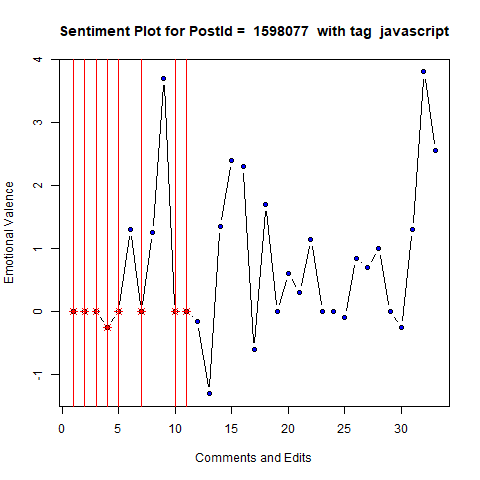 Sentiment Plot for PostId =  1598077  with tag  javascript
4
3
2
1
0
-1
Emotional Valence
0 5 10 15 20 25 30
Comments and Edits